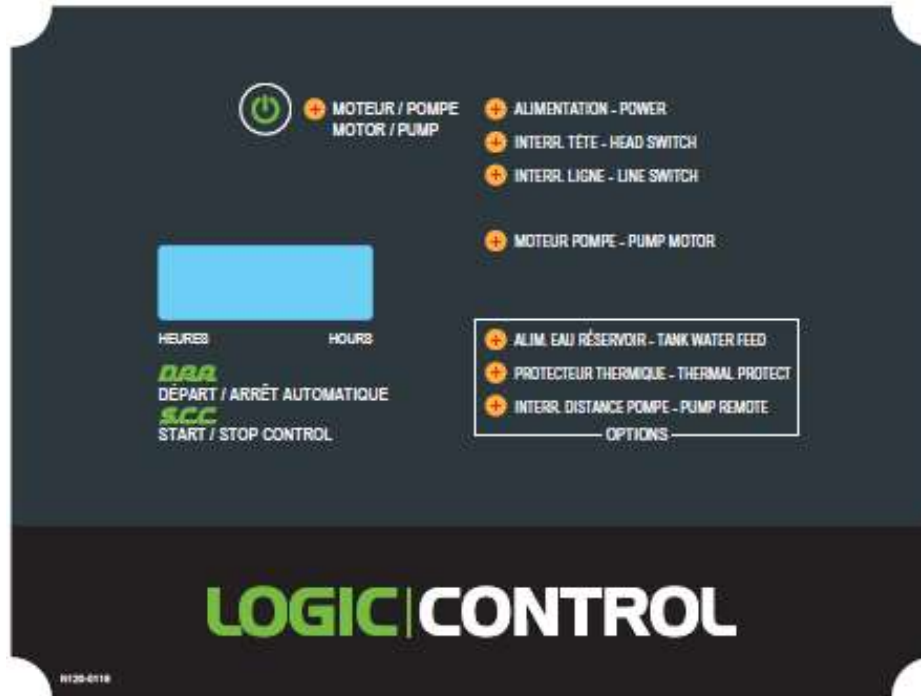 MOTEUR / POMPE
MOTOR / PUMP
ALIMENTATION - POWER
INTERR. TÊTE - HEAD SWITCH
INTERR. LIGNE - LINE SWITCH
MOTEUR POMPE - PUMP MOTOR
HEURES HOURS
D.A.A.
DÉPART / ARRÊT AUTOMATIQUE
S.C.C.
START / STOP CONTROL
ALIM. EAU RÉSERVOIR - TANK WATER FEED
PROTECTEUR THERMIQUE - THERMAL PROTECT
INTERR. DISTANCE POMPE - PUMP REMOTE
OPTIONS
LOGIC|CONTROL